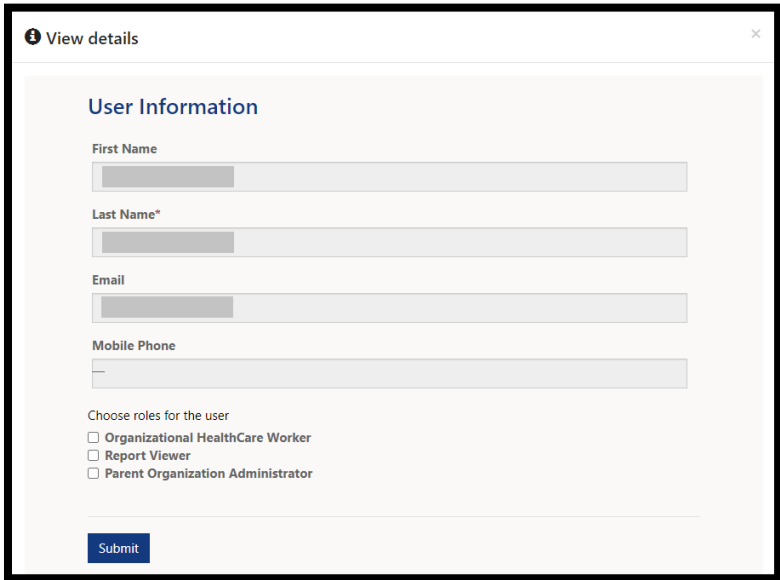 View details
×
User Information
First Name
Last Name*
Email
Mobile Phone
—
Choose roles for the user
Organizational HealthCare Worker
Report Viewer
Parent Organization Administrator
Submit